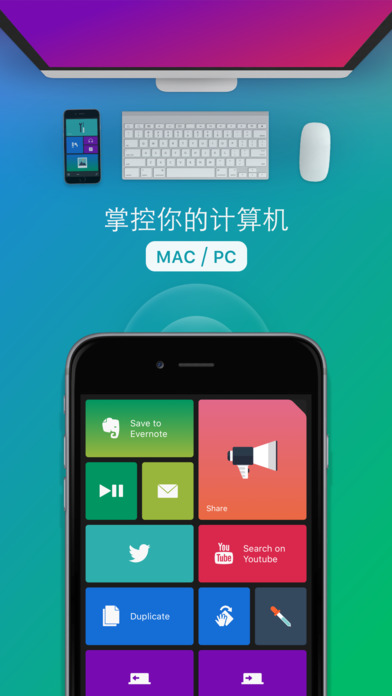 掌控你的计算机
MAC / PC
Save to
Evernote
Share
You
Tube
Search on
Youtube
Duplicate